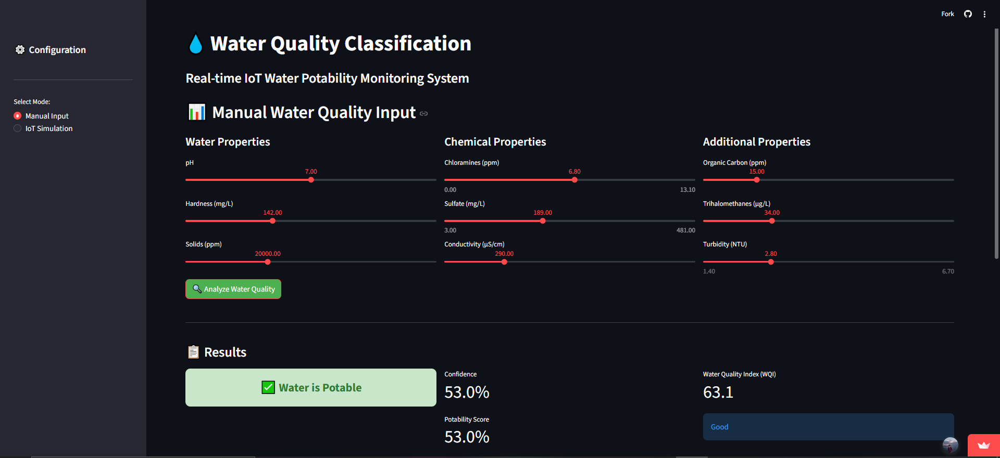 Fork
Configuration
Select Mode:
Manual Input
IoT Simulation
Water Quality Classification
Real-time IoT Water Potability Monitoring System
Manual Water Quality Input
Water Properties
pH
7.00
Hardness (mg/L)
142.00
Solids (ppm)
20000.00
Chemical Properties
Chloramines (ppm)
6.80
0.00 13.10
Sulfate (mg/L)
189.00
3.00 481.00
Conductivity (μS/cm)
290.00
Additional Properties
Organic Carbon (ppm)
15.00
Trihalomethanes (μg/L)
34.00
Turbidity (NTU)
2.80
1.40 6.70
Analyze Water Quality
Results
Water is Potable
Confidence
53.0%
Potability Score
53.0%
Water Quality Index (WQI)
63.1
Good